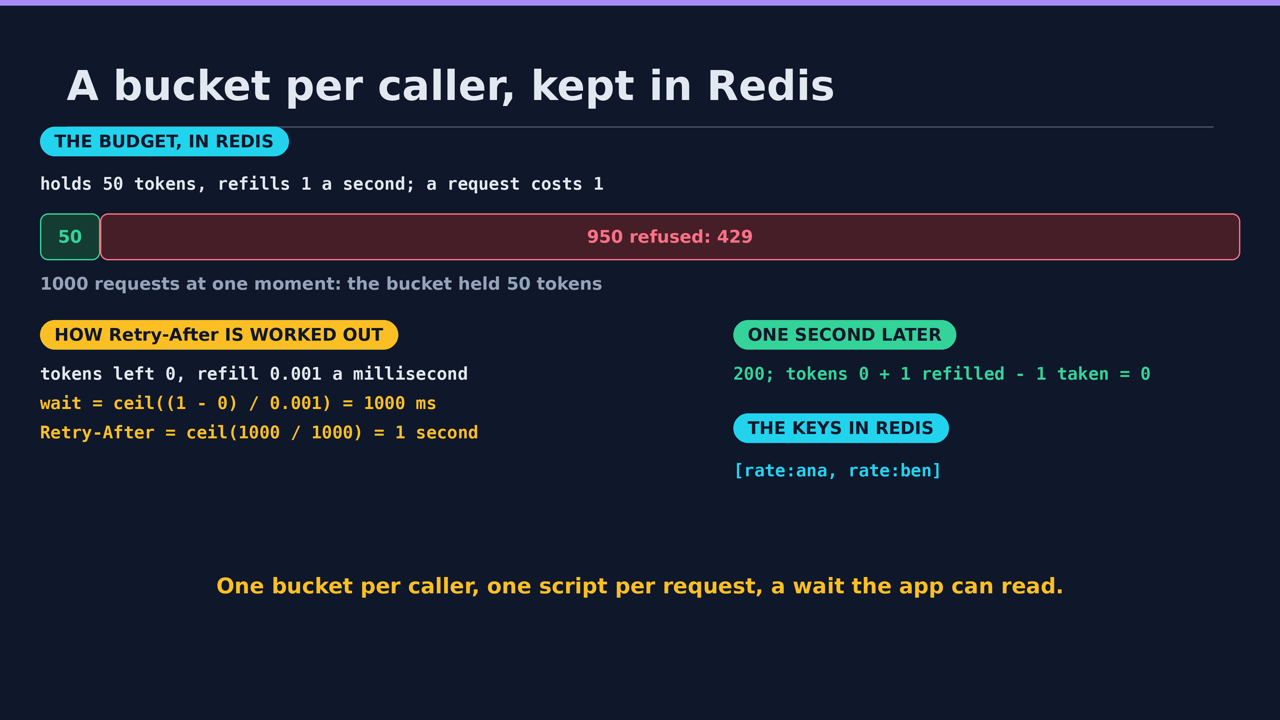 A bucket per caller, kept in Redis
THE BUDGET, IN REDIS
holds 50 tokens, refills 1 a second; a request costs 1
50
950 refused: 429
1000 requests at one moment: the bucket held 50 tokens
HOW Retry-After IS WORKED OUT
tokens left 0, refill 0.001 a millisecond
wait = ceil((1 - 0) / 0.001) = 1000 ms
Retry-After = ceil(1000 / 1000) = 1 second
ONE SECOND LATER
200; tokens 0 + 1 refilled - 1 taken = 0
THE KEYS IN REDIS
[rate:ana, rate:ben]
One bucket per caller, one script per request, a wait the app can read.